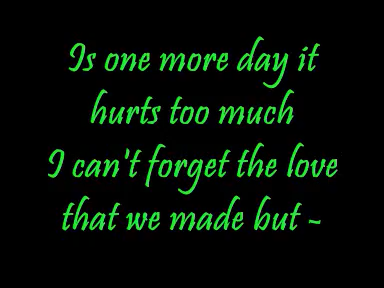 Is one more day it
hurts too much
I can't forget the love
that we made but -